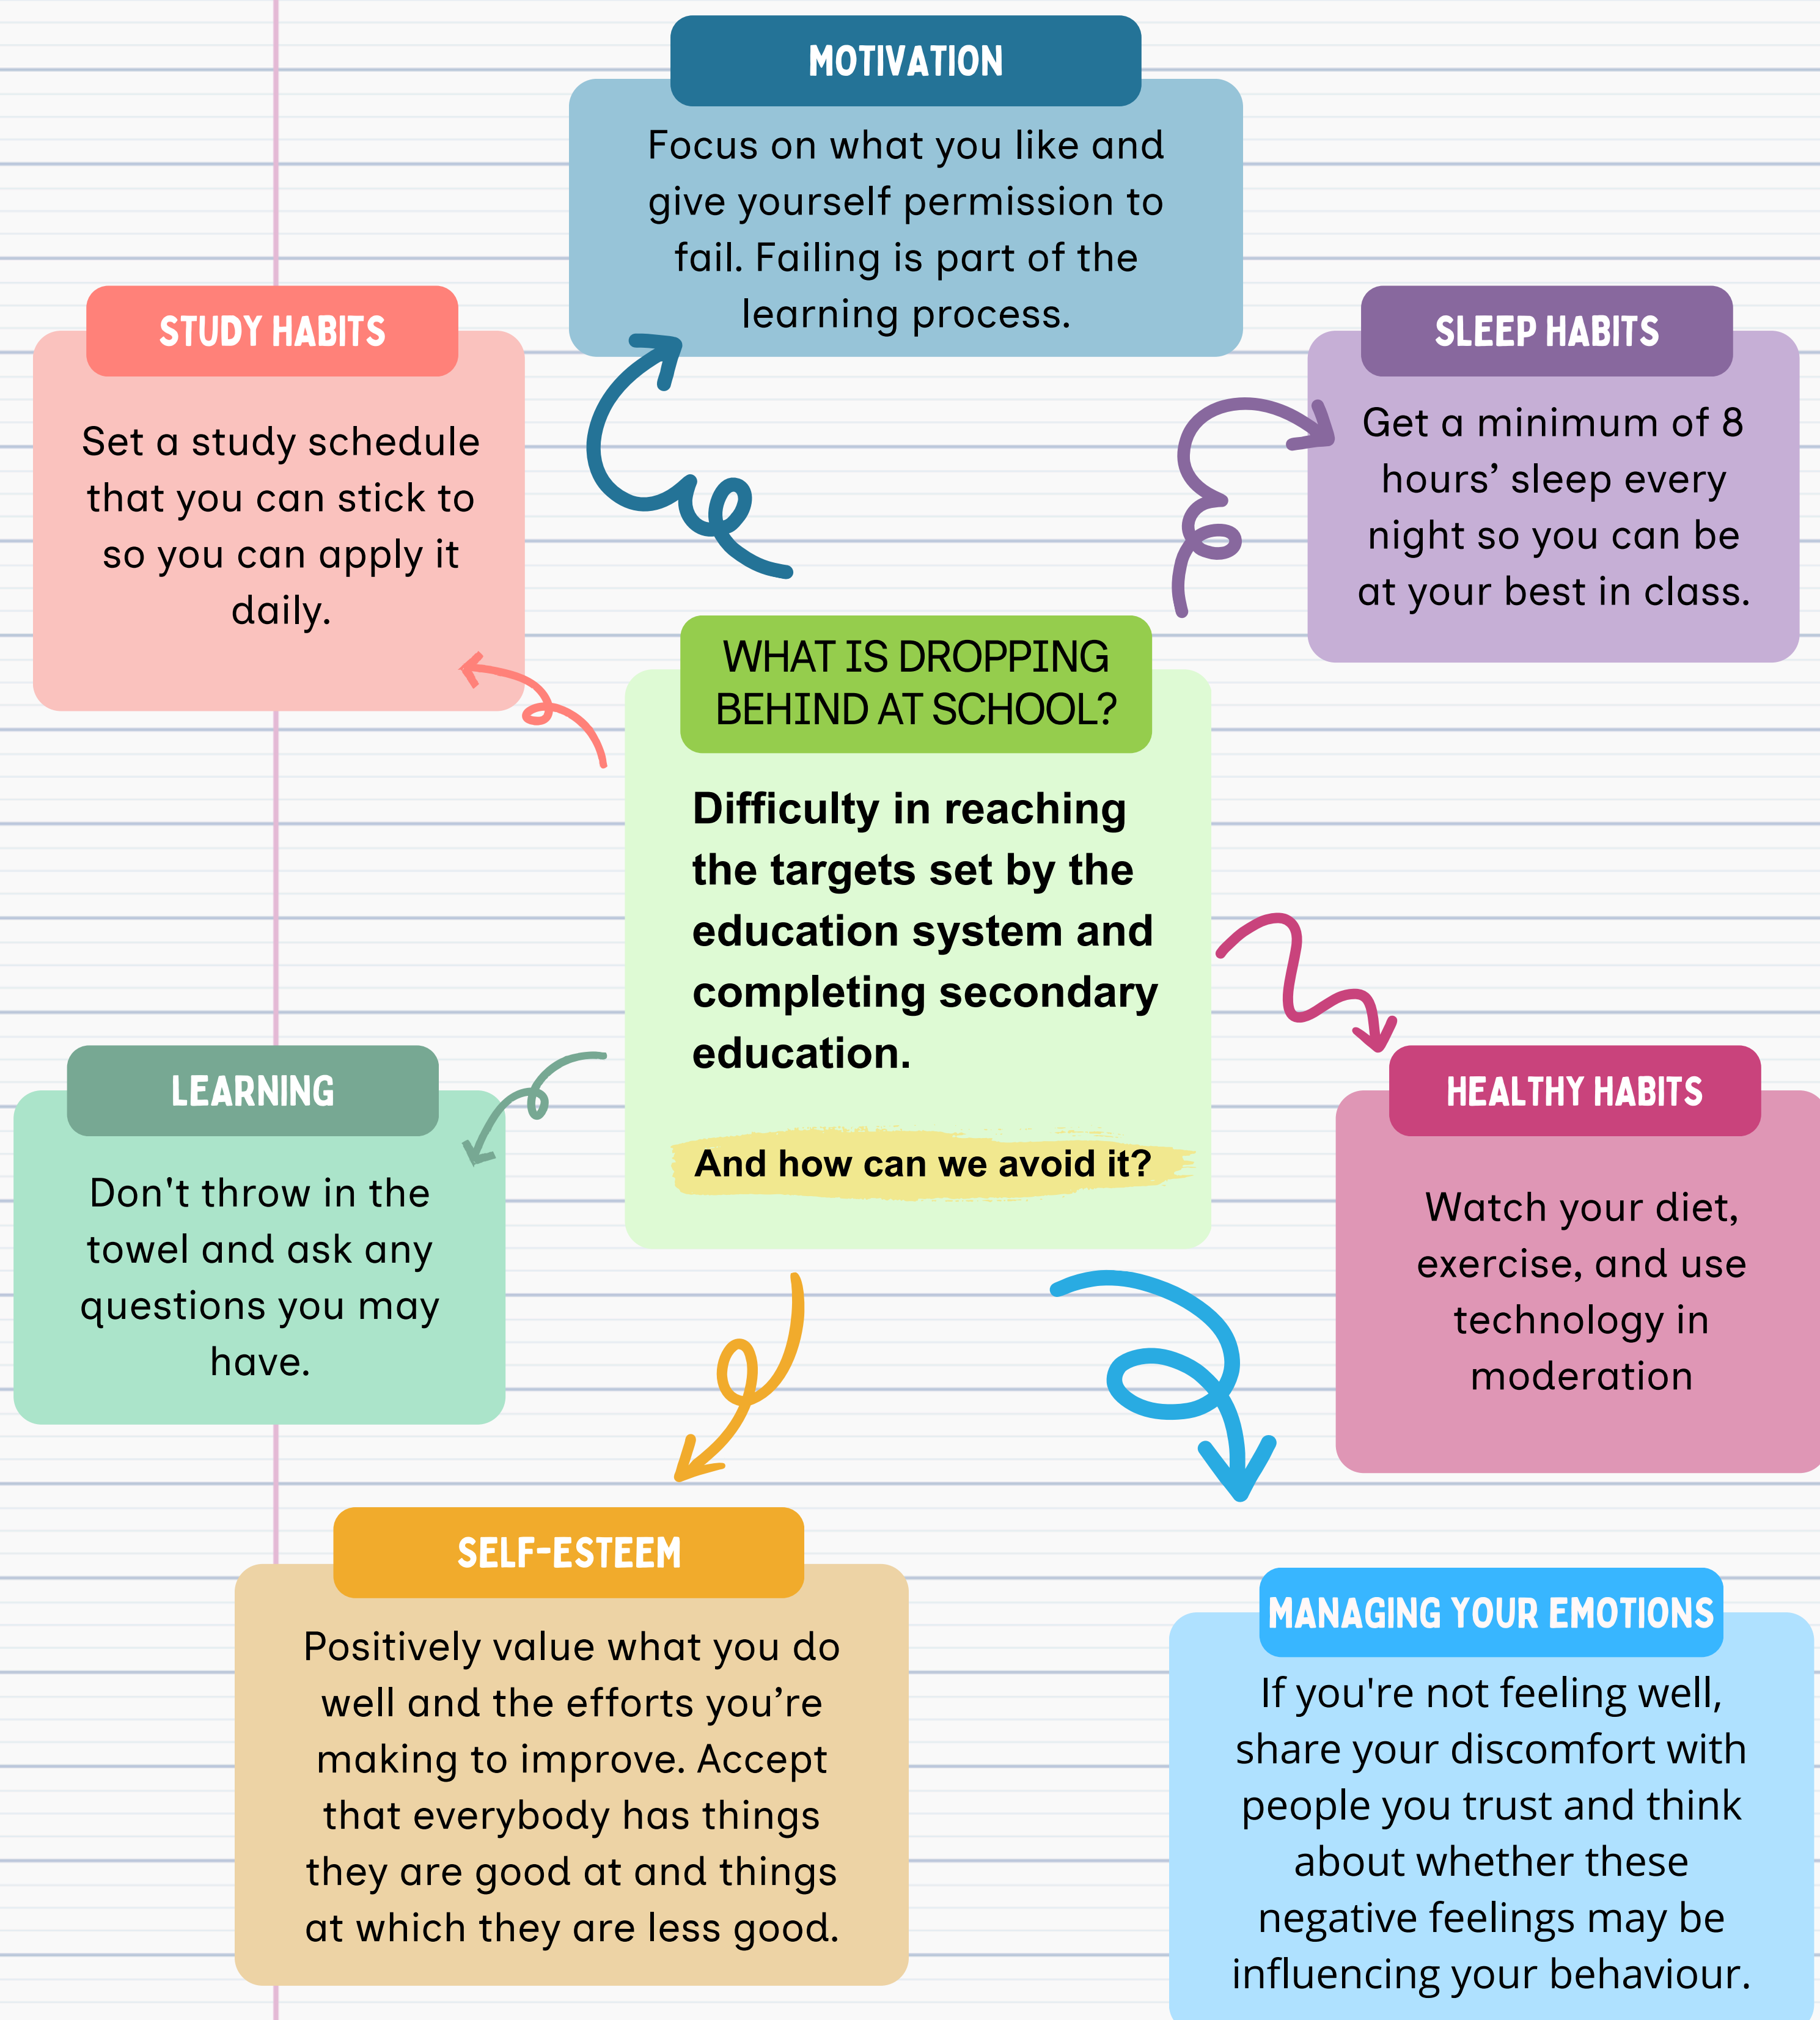 MOTIVATION
Focus on what you like and
give yourself permission to
fail. Failing is part of the
learning process.
STUDY HABITS
Set a study schedule
that you can stick to
so you can apply it
daily.
SLEEP HABITS
Get a minimum of 8
hours’ sleep every
night so you can be
at your best in class.
WHAT IS DROPPING
BEHIND AT SCHOOL?
Difficulty in reaching
the targets set by the
education system and
completing secondary
education.
And how can we avoid it?
LEARNING
Don't throw in the
towel and ask any
questions you may
have.
HEALTHY HABITS
Watch your diet,
exercise, and use
technology in
moderation
SELF-ESTEEM
Positively value what you do
well and the efforts you’re
making to improve. Accept
that everybody has things
they are good at and things
at which they are less good.
MANAGING YOUR EMOTIONS
If you're not feeling well,
share your discomfort with
people you trust and think
about whether these
negative feelings may be
influencing your behaviour.